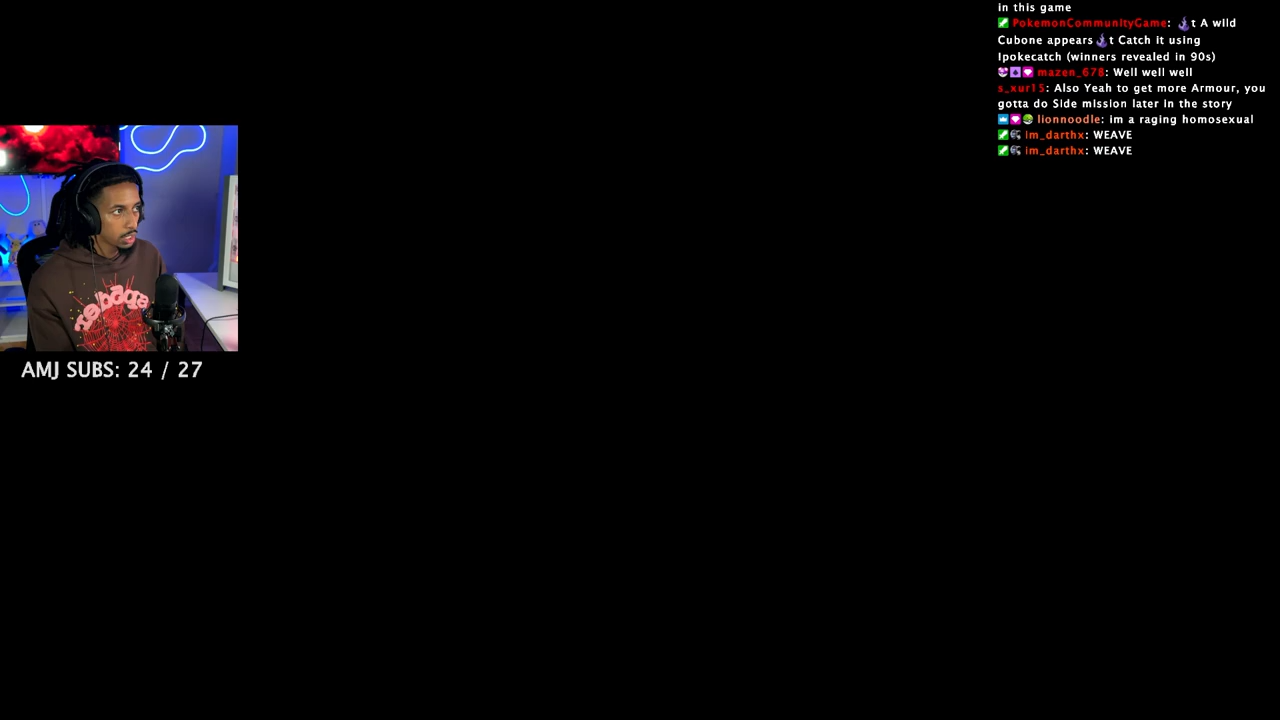 in this game
PokemonCommunityGame: t A wild
Cubone appears t Catch it using
!pokecatch (winners revealed in 90s)
mazen_678: Well well well
s_xur15: Also Yeah to get more Armour, you
gotta do Side mission later in the story
lionnoodle: im a raging homosexual
im_darthx: WEAVE
im_darthx: WEAVE
AMJ SUBS: 24 / 27